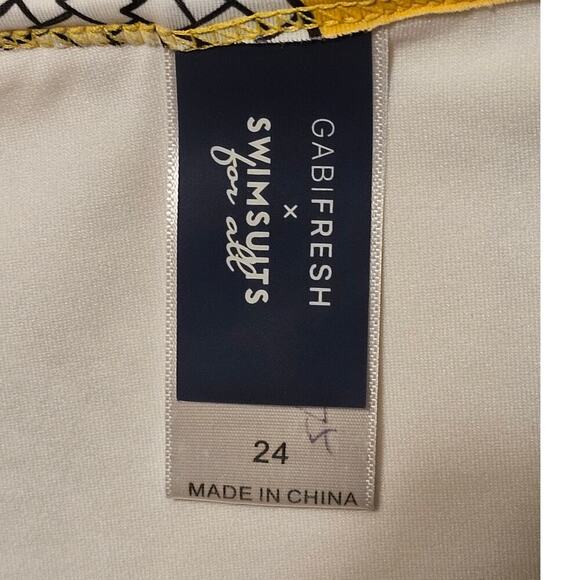 GABIFRESH
×
SWIMSUITS
for all
24
MADE IN CHINA